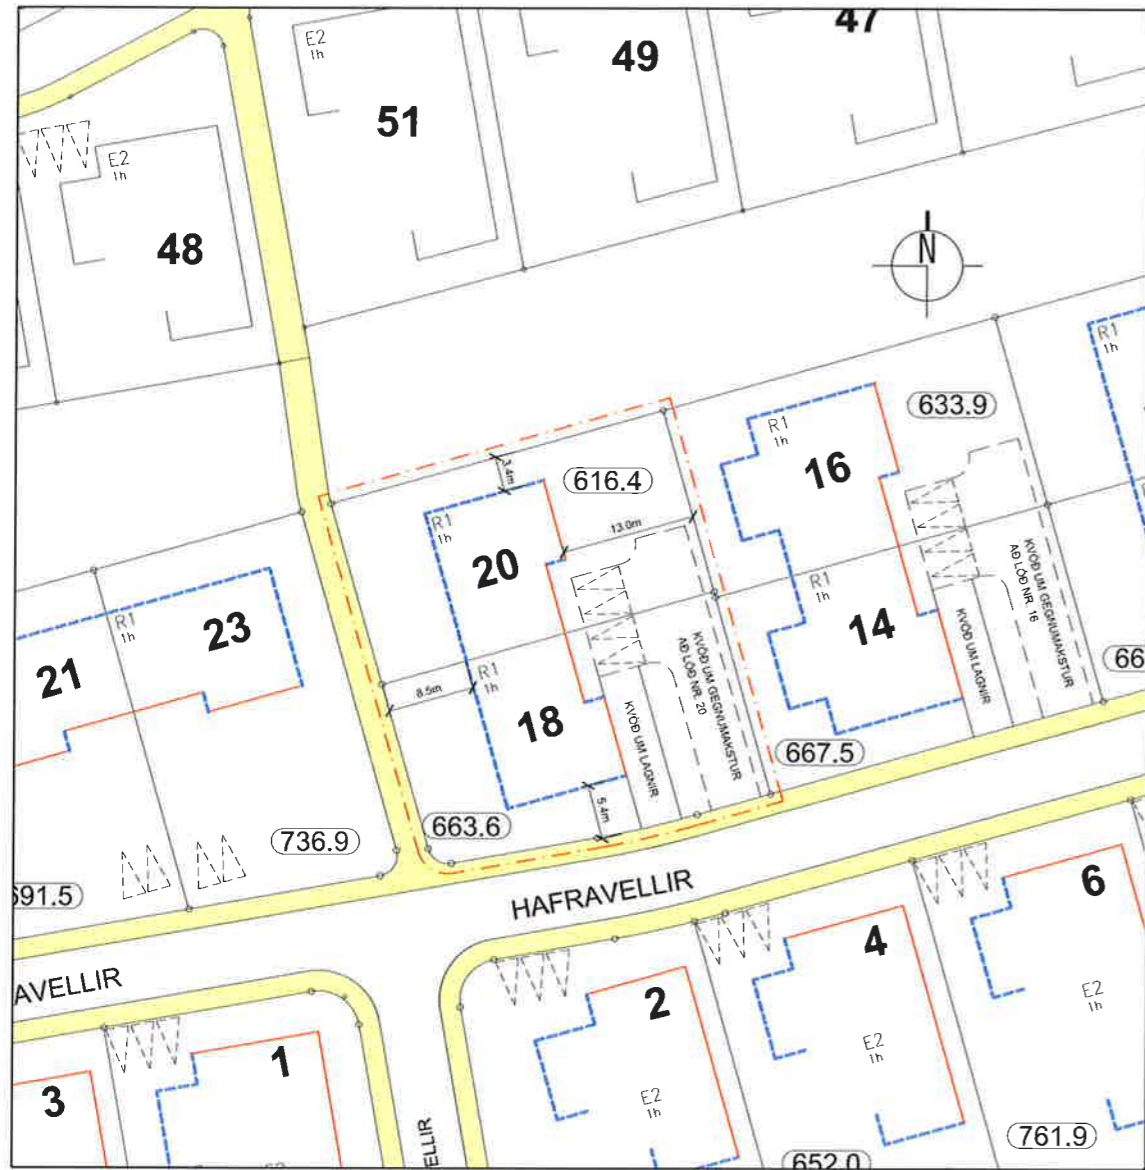 E2
1h
51
49
47
E2
1h
48
N
R1
1h
633.9
R1
1h
16
616.4
3.4m
R1
1h
13.0m
20
KVÖÐ UM GEGNUMAKSTUR
AÐ LÓÐ NR. 16
R1
1h
23
R1
1h
14
KVÖÐ UM LAGNIR
21
R1
1h
8.5m
18
KVÖÐ UM GEGNUMAKSTUR
AÐ LÓÐ NR. 20
KVÖÐ UM LAGNIR
66
667.5
5.4m
663.6
736.9
691.5
HAFRAVELLIR
6
AVELLIR
4
2
E2
1h
E2
1h
1
3
E2
1h
ELLIR
761.9
652.0